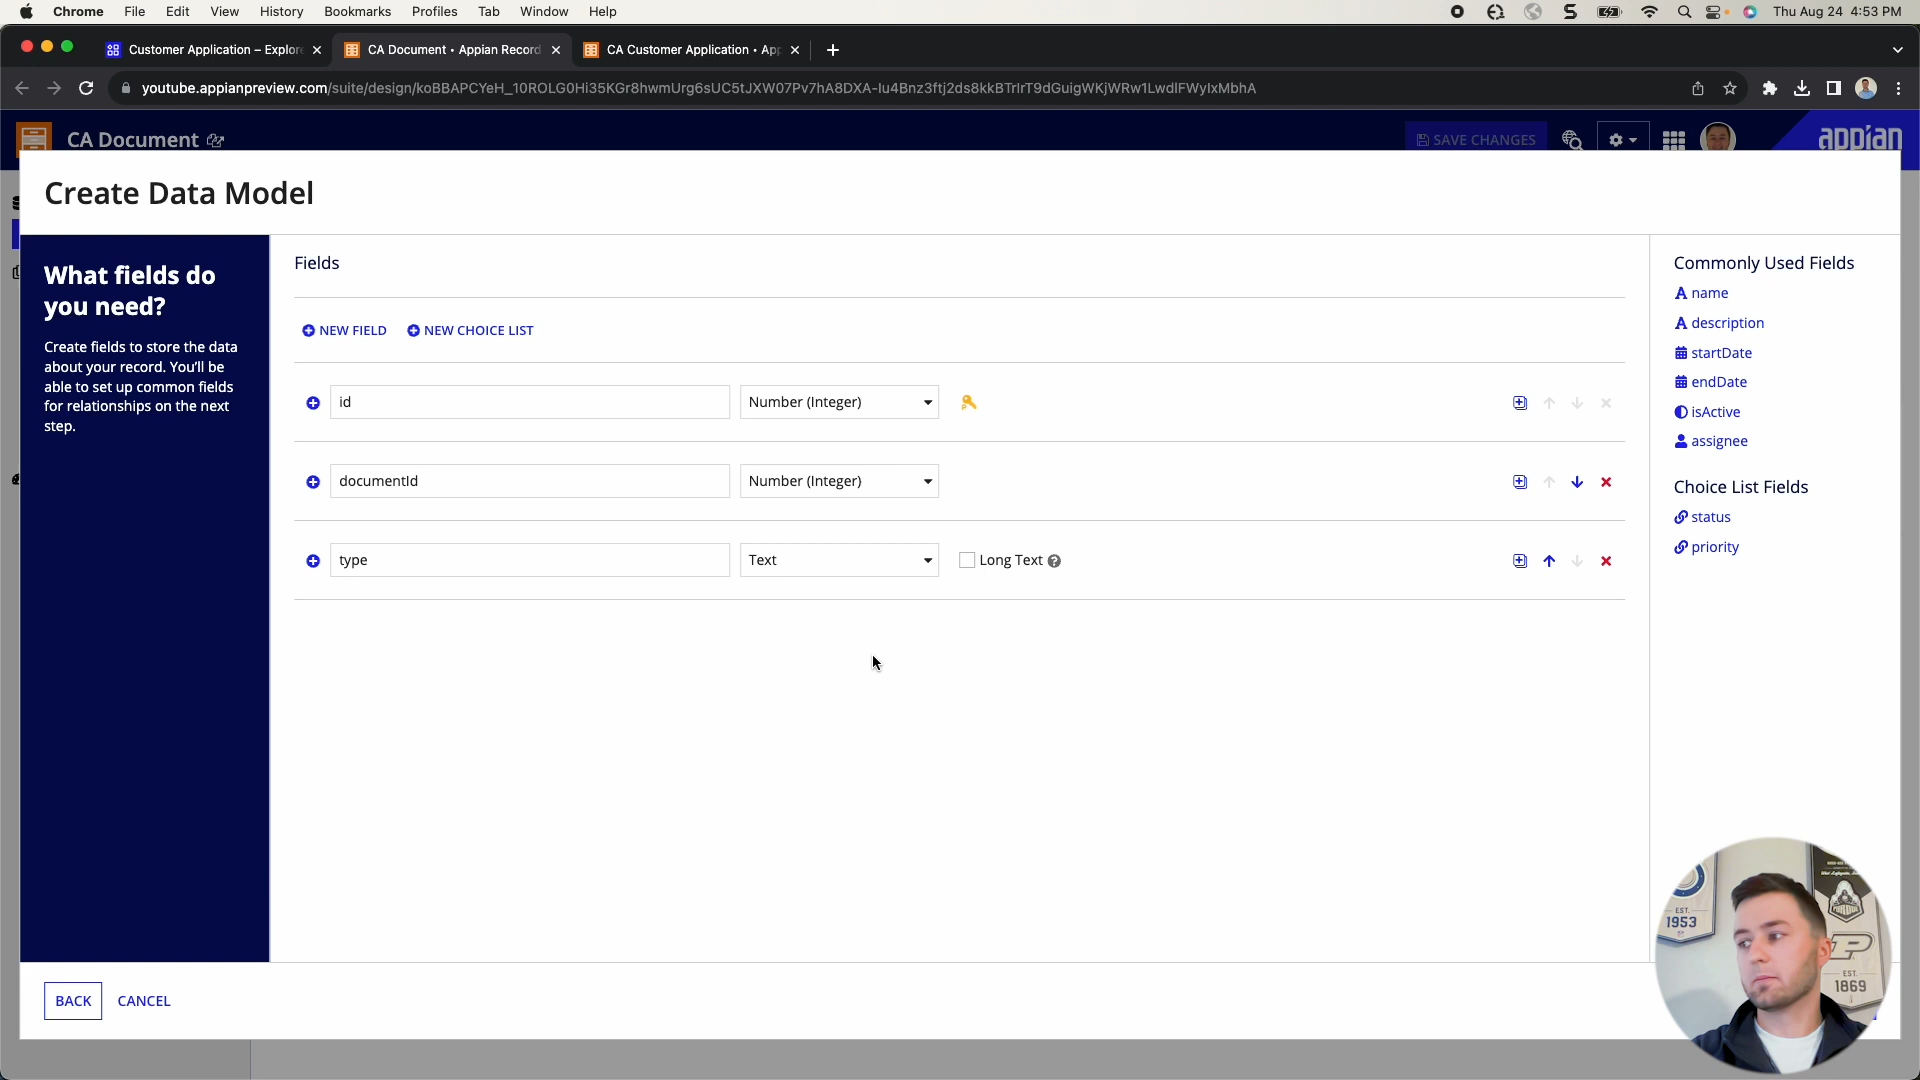 Chrome File Edit View History Bookmarks Profiles Tab Window Help Thu Aug 24 4:53 PM
Customer Application – Explore CA Document • Appian Record CA Customer Application • App
youtube.appianpreview.com/suite/design/koBBAPCYeH_10ROLG0Hi35KGr8hwmUrg6sUC5tJXW07Pv7hA8DXA-Iu4Bnz3ftj2ds8kkBTrIrT9dGuigWKjWRw1LwdlFWylxMbhA
CA Document SAVE CHANGES appian
Create Data Model
What fields do
you need?
Create fields to store the data
about your record. You'll be
able to set up common fields
for relationships on the next
step.
Fields
NEW FIELD NEW CHOICE LIST
id Number (Integer)
documentId Number (Integer)
type Text Long Text
Commonly Used Fields
name
description
startDate
endDate
isActive
assignee
Choice List Fields
status
priority
BACK CANCEL
EST.
1953
P
EST.
1869